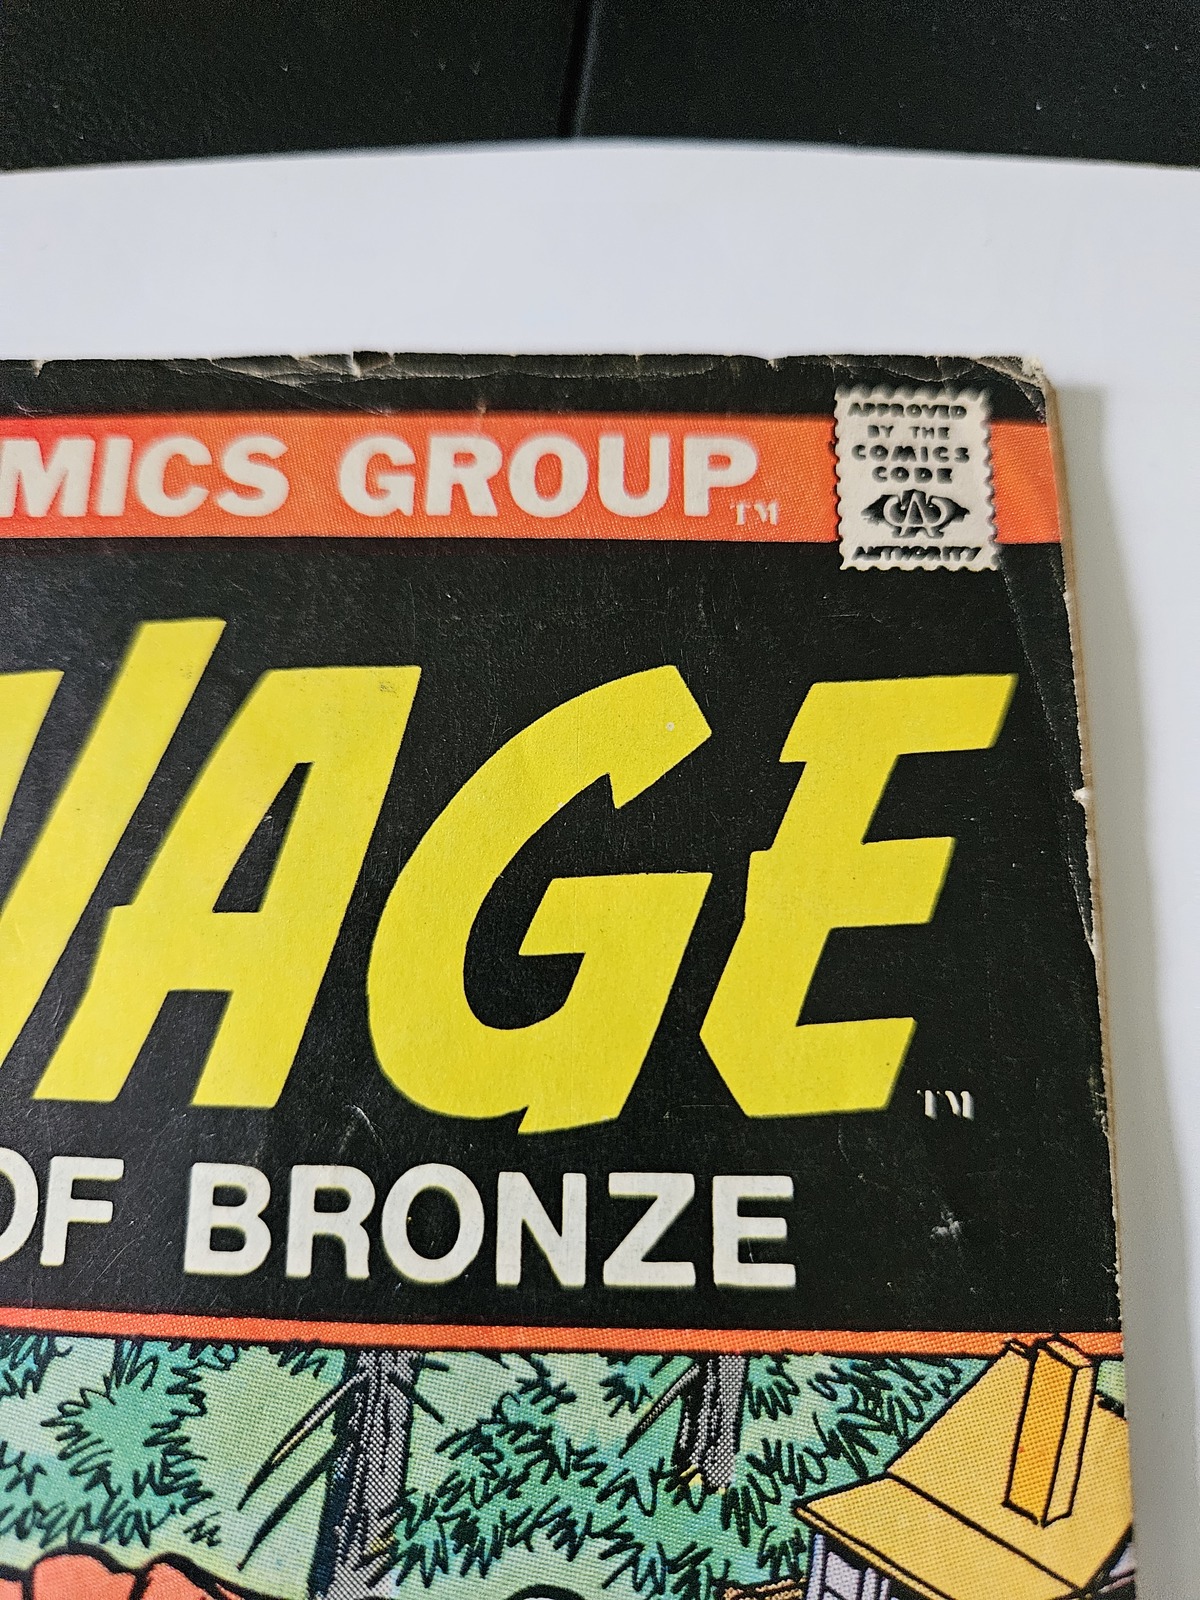 MICS GROUP TM
APPROVED
BY THE
COMICS
CODE
CA
AUTHORITY
VAGE TM
OF BRONZE